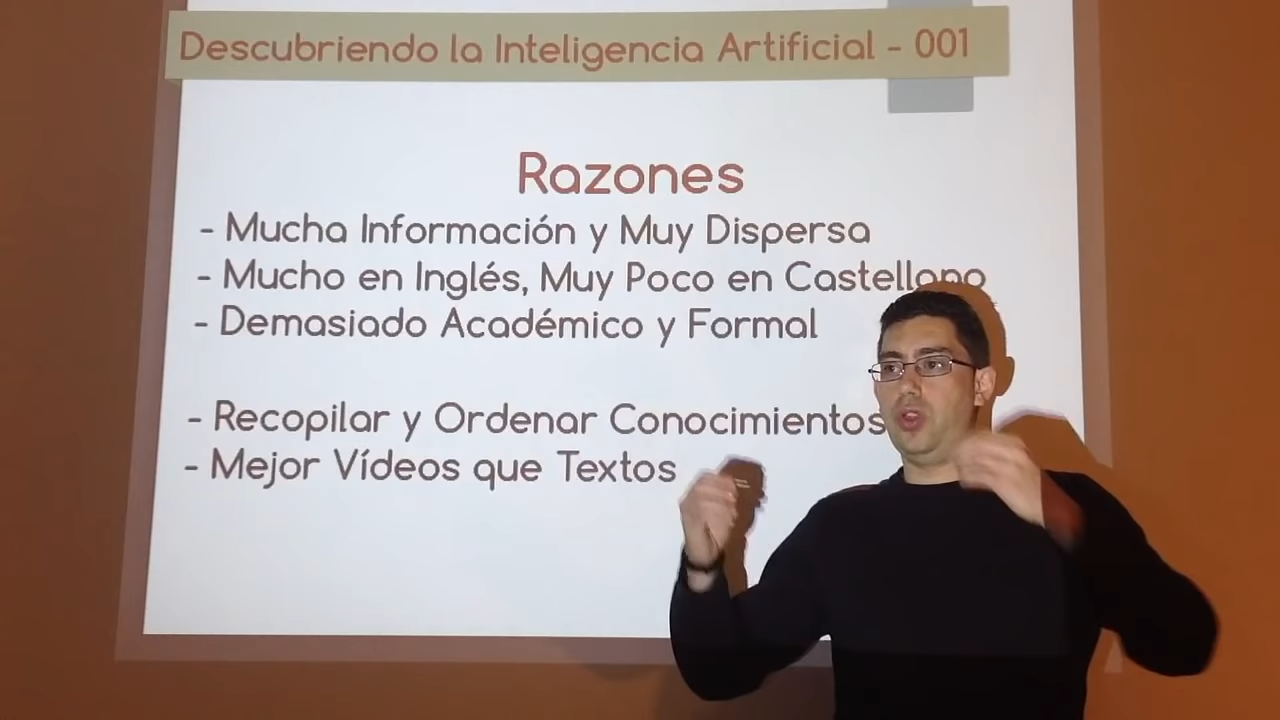 Descubriendo la Inteligencia Artificial - 001
Razones
- Mucha Información y Muy Dispersa
- Mucho en Inglés, Muy Poco en Castellano
- Demasiado Académico y Formal
- Recopilar y Ordenar Conocimientos
- Mejor Vídeos que Textos